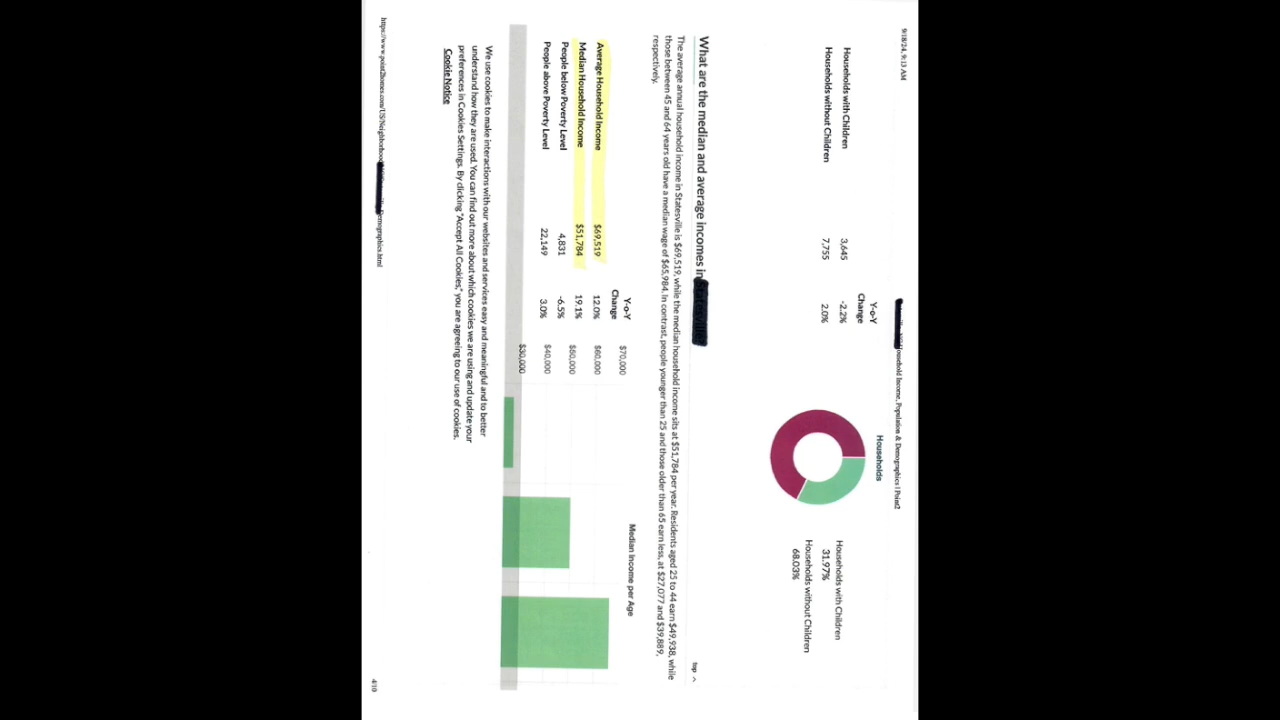 9/18/24, 9:13 AM
Household Income, Population & Demographics | Point2
Households
Y-o-Y
Change
Households with Children 3,645 -2.2%
Households without Children 7,755 2.0%
Households with Children
31.97%
Households without Children
68.03%
What are the median and average incomes in Statesville?
top ^
The average annual household income in Statesville is $69,519, while the median household income sits at $51,784 per year. Residents aged 25 to 44 earn $49,938, while
those between 45 and 64 years old have a median wage of $65,984. In contrast, people younger than 25 and those older than 65 earn less, at $27,077 and $39,889,
respectively.
Y-o-Y
Change
Average Household Income $69,519 12.0%
Median Household Income $51,784 19.1%
People below Poverty Level 4,831 -6.5%
People above Poverty Level 22,149 3.0%
Median Income per Age
$70,000
$60,000
$50,000
$40,000
$30,000
We use cookies to make interactions with our websites and services easy and meaningful and to better
understand how they are used. You can find out more about which cookies we are using and update your
preferences in Cookies Settings. By clicking "Accept All Cookies," you are agreeing to our use of cookies.
Cookie Notice
https://www.point2homes.com/US/Neighborhood Demographics.html
4/10